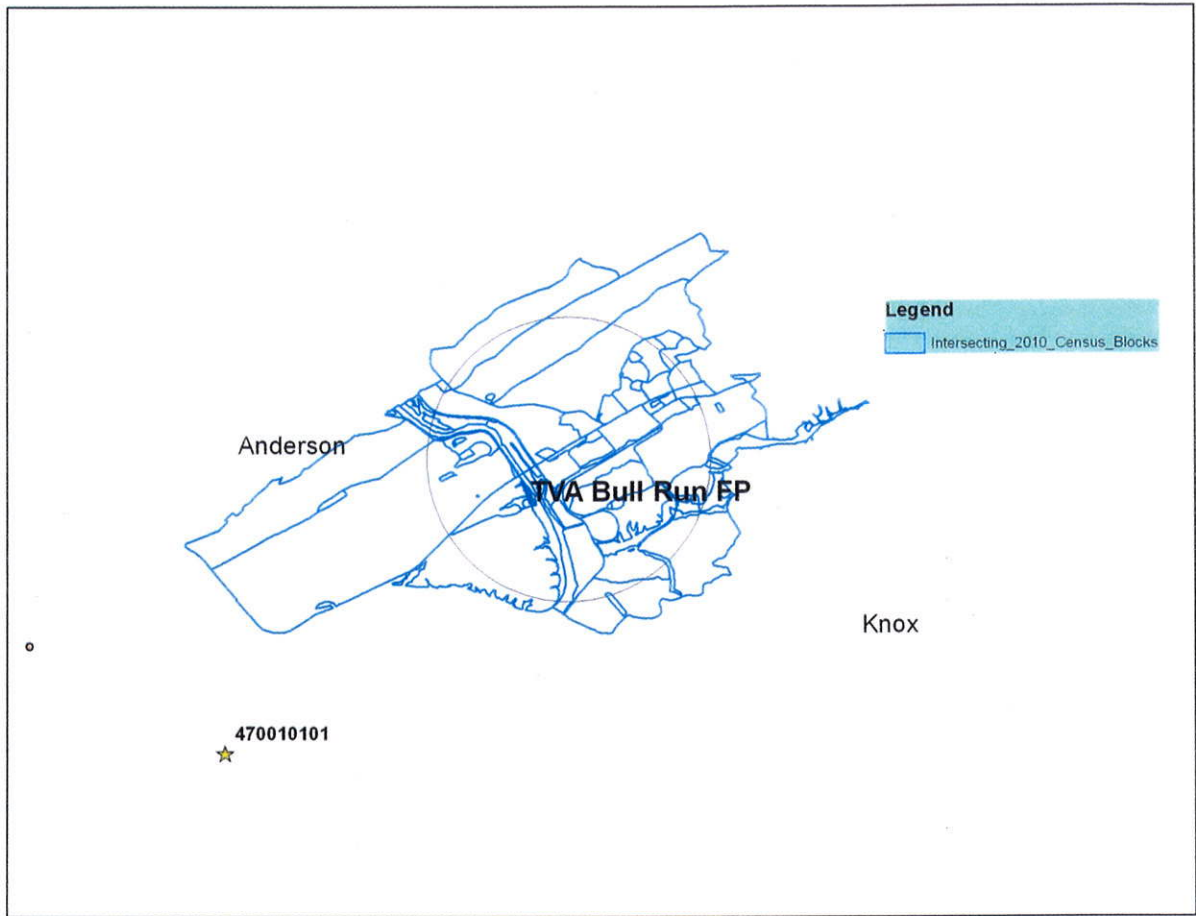 Legend
Intersecting_2010_Census_Blocks
Anderson
TVA Bull Run FP
Knox
470010101